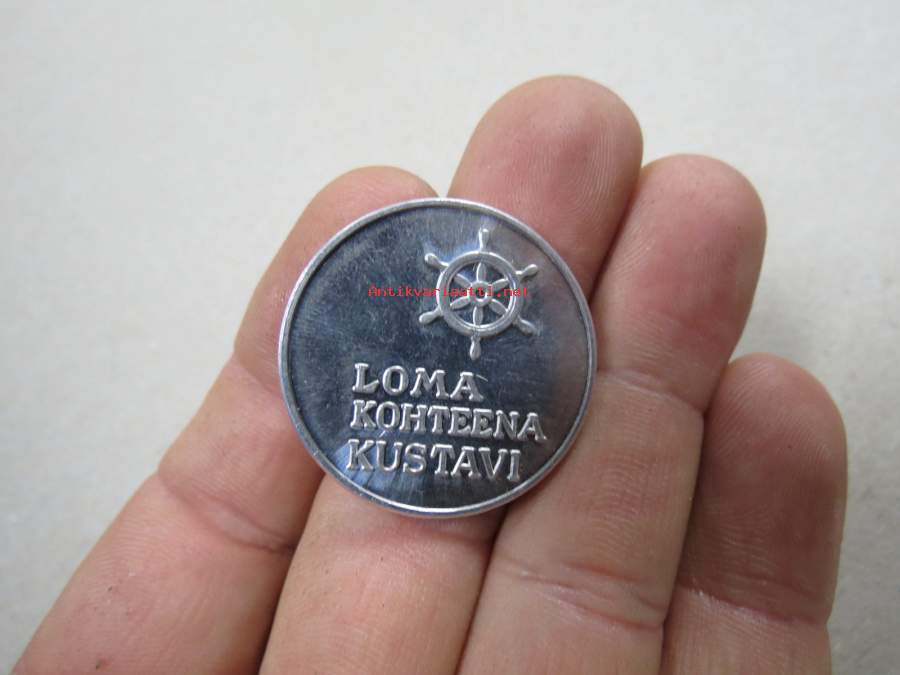 Antikvariaatti.net
LOMA
KOHTEENA
KUSTAVI